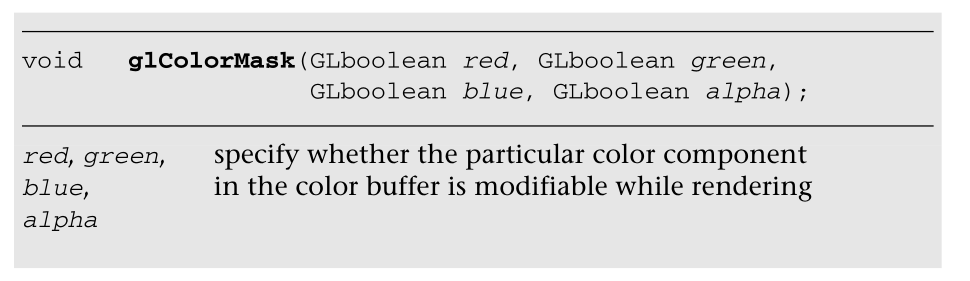 void glColorMask(GLboolean red, GLboolean green,
GLboolean blue, GLboolean alpha);
red, green, specify whether the particular color component
blue, in the color buffer is modifiable while rendering
alpha